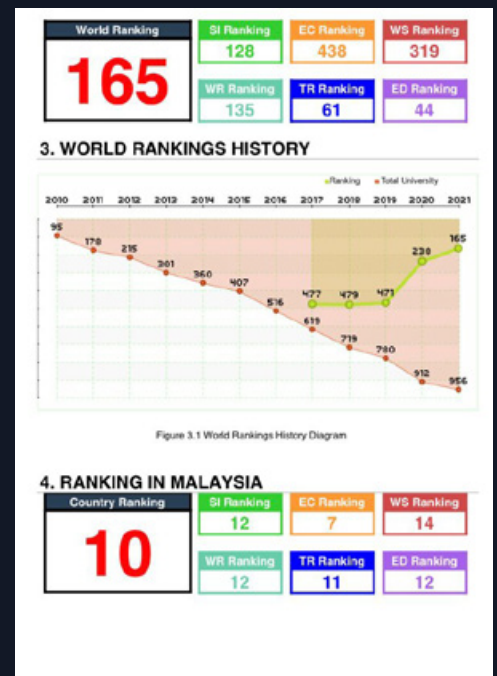 World Ranking SI Ranking EC Ranking WS Ranking
165 128 438 319
WR Ranking TR Ranking ED Ranking
135 61 44
3. WORLD RANKINGS HISTORY
Ranking Total University
2010 2011 2012 2013 2014 2015 2016 2017 2018 2019 2020 2021
95
178
215
301
360
407
516
619
719
780
912
956
477
479
471
230
165
Figure 3.1 World Rankings History Diagram
4. RANKING IN MALAYSIA
Country Ranking SI Ranking EC Ranking WS Ranking
10 12 7 14
WR Ranking TR Ranking ED Ranking
12 11 12